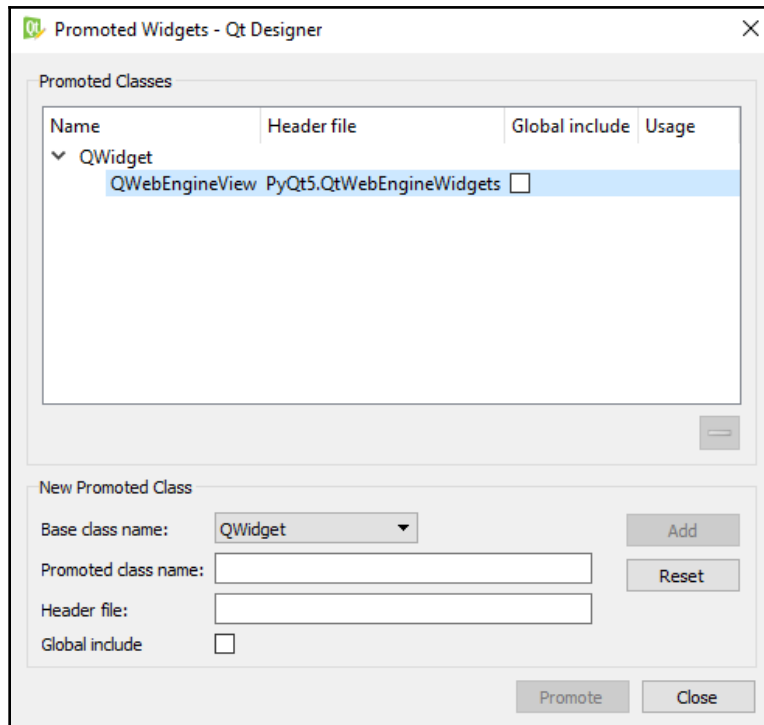 Promoted Widgets - Qt Designer
Promoted Classes
Name Header file Global include Usage
QWidget
QWebEngineView PyQt5.QtWebEngineWidgets
New Promoted Class
Base class name: QWidget Add
Promoted class name: Reset
Header file:
Global include
Promote Close